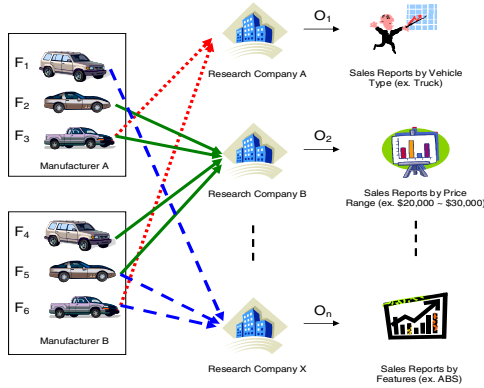 F1
F2
F3
Manufacturer A
F4
F5
F6
Manufacturer B
Research Company A
O1
Sales Reports by Vehicle
Type (ex. Truck)
Research Company B
O2
Sales Reports by Price
Range (ex. $20,000 ~ $30,000)
Research Company X
On
Sales Reports by
Features (ex. ABS)